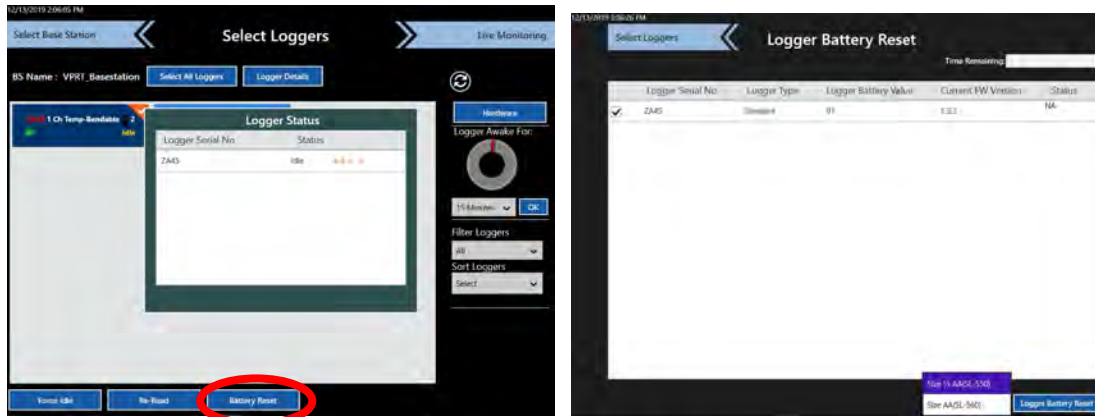 12/13/2019 2:06:05 PM
Select Base Station
Select Loggers
Live Monitoring
BS Name : VPRT_Basestation
Select All Loggers
Logger Details
Hardware
Logger Awake For:
1 Ch Temp-Bendable 2
Idle
Logger Status
Logger Serial No
Status
ZA45
Idle
15 Minutes
OK
Filter Loggers
All
Sort Loggers
Select
Force Idle
Re-Read
Battery Reset
12/13/2019 2:06:26 PM
Select Loggers
Logger Battery Reset
Time Remaining:
Logger Serial No
Logger Type
Logger Battery Value
Current FW Version
Status
ZA45
Standard
91
NA
Size ½ AA(SL-550)
Size AA(SL-560)
Logger Battery Reset